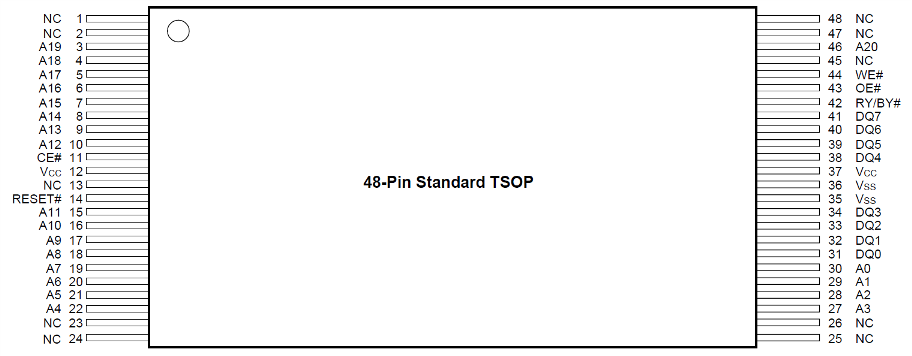 NC 1
NC 2
A19 3
A18 4
A17 5
A16 6
A15 7
A14 8
A13 9
A12 10
CE# 11
VCC 12
NC 13
RESET# 14
A11 15
A10 16
A9 17
A8 18
A7 19
A6 20
A5 21
A4 22
NC 23
NC 24
48-Pin Standard TSOP
48 NC
47 NC
46 A20
45 NC
44 WE#
43 OE#
42 RY/BY#
41 DQ7
40 DQ6
39 DQ5
38 DQ4
37 VCC
36 VSS
35 VSS
34 DQ3
33 DQ2
32 DQ1
31 DQ0
30 A0
29 A1
28 A2
27 A3
26 NC
25 NC